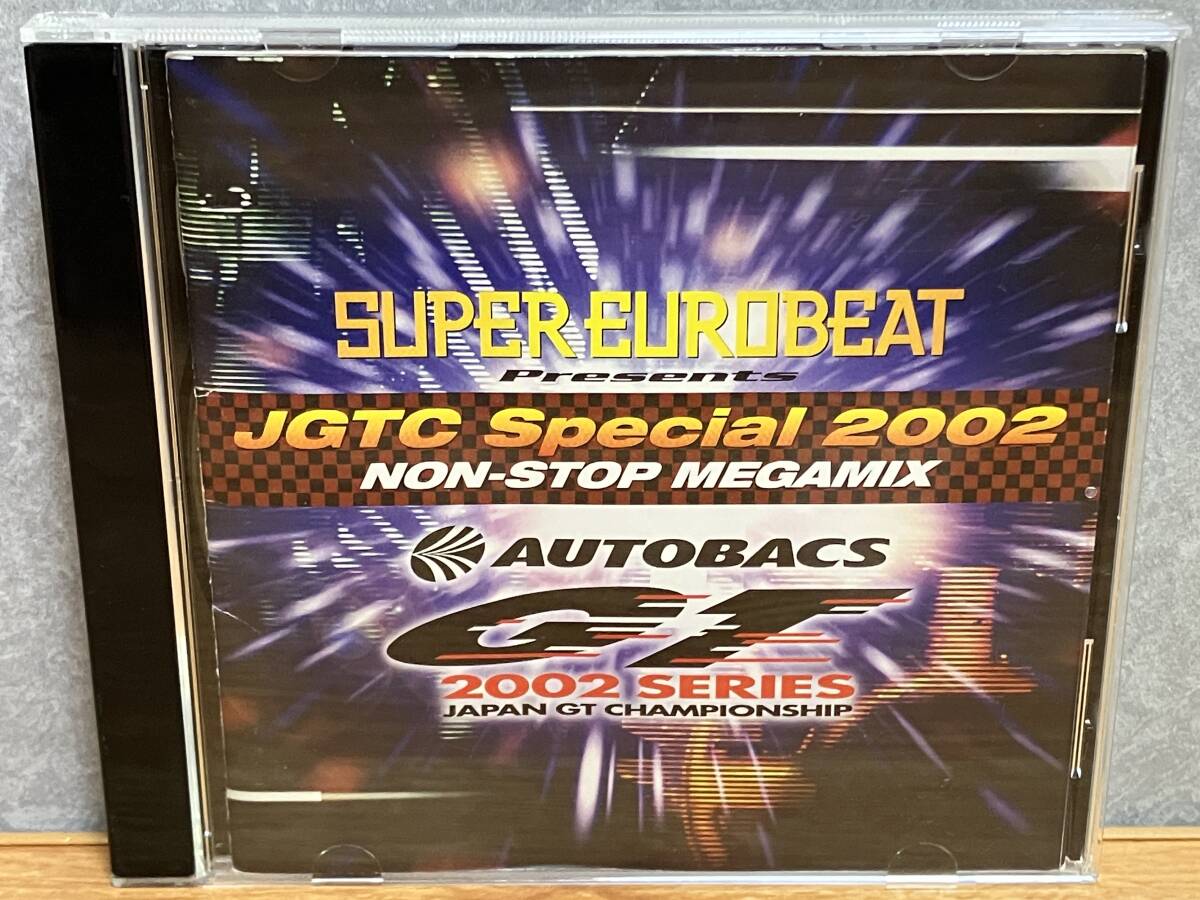 SUPER EUROBEAT
Presents
JGTC Special 2002
NON-STOP MEGAMIX
AUTOBACS
GT
2002 SERIES
JAPAN GT CHAMPIONSHIP